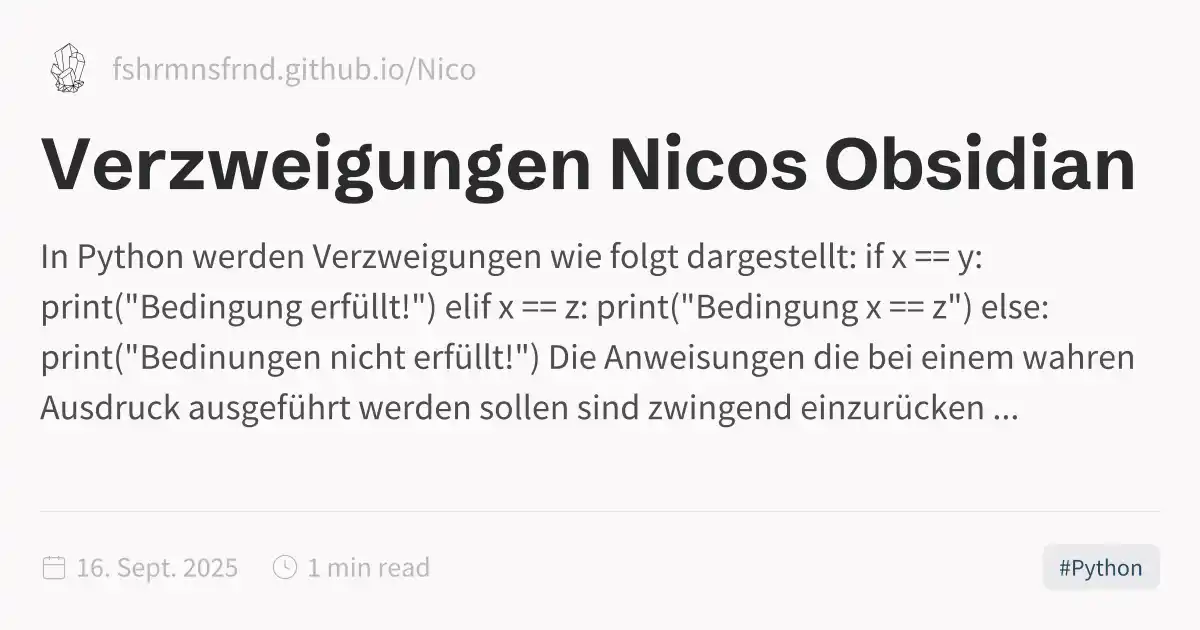 fshrmnsfrnd.github.io/Nico
Verzweigungen Nicos Obsidian
In Python werden Verzweigungen wie folgt dargestellt: if x == y:
print("Bedingung erfüllt!") elif x == z: print("Bedingung x == z") else:
print("Bedinungen nicht erfüllt!") Die Anweisungen die bei einem wahren
Ausdruck ausgeführt werden sollen sind zwingend einzurücken ...
16. Sept. 2025 1 min read #Python